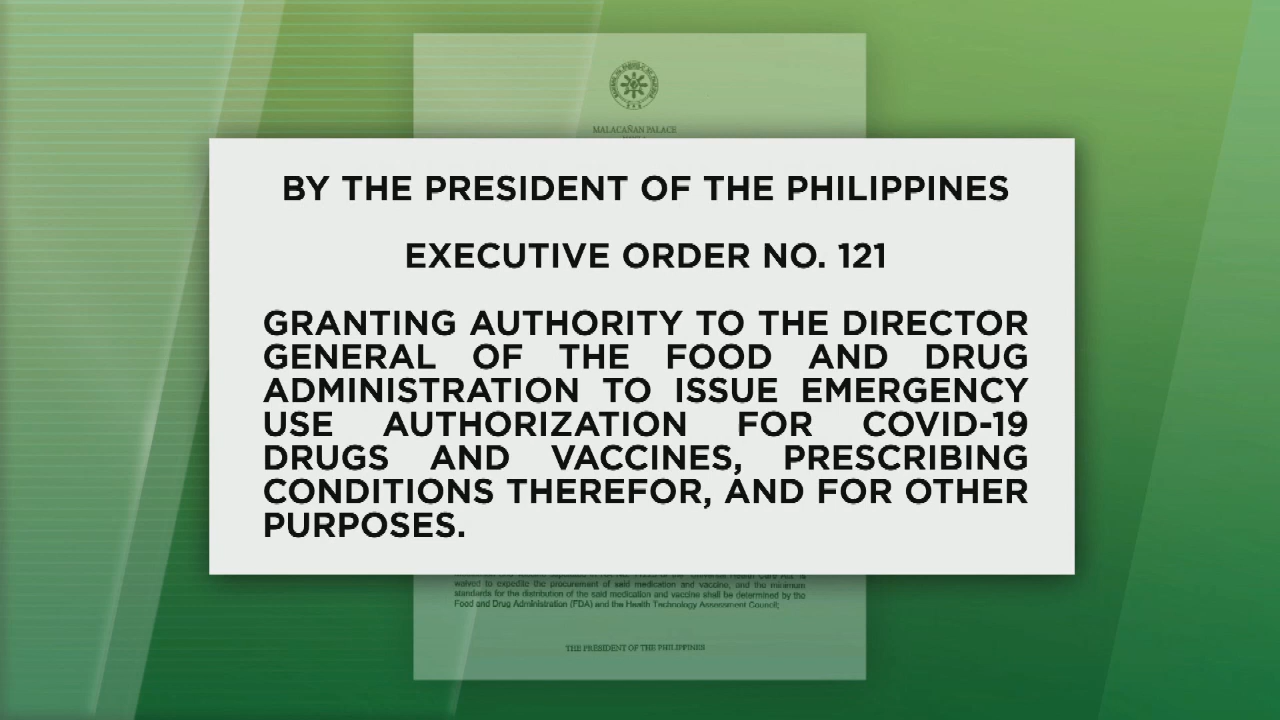 MALACAÑAN PALACE
BY THE PRESIDENT OF THE PHILIPPINES
EXECUTIVE ORDER NO. 121
GRANTING AUTHORITY TO THE DIRECTOR
GENERAL OF THE FOOD AND DRUG
ADMINISTRATION TO ISSUE EMERGENCY
USE AUTHORIZATION FOR COVID-19
DRUGS AND VACCINES, PRESCRIBING
CONDITIONS THEREFOR, AND FOR OTHER
PURPOSES.
waived to expedite the procurement of said medication and vaccine, and the minimum
standards for the distribution of the said medication and vaccine shall be determined by the
Food and Drug Administration (FDA) and the Health Technology Assessment Council;
THE PRESIDENT OF THE PHILIPPINES